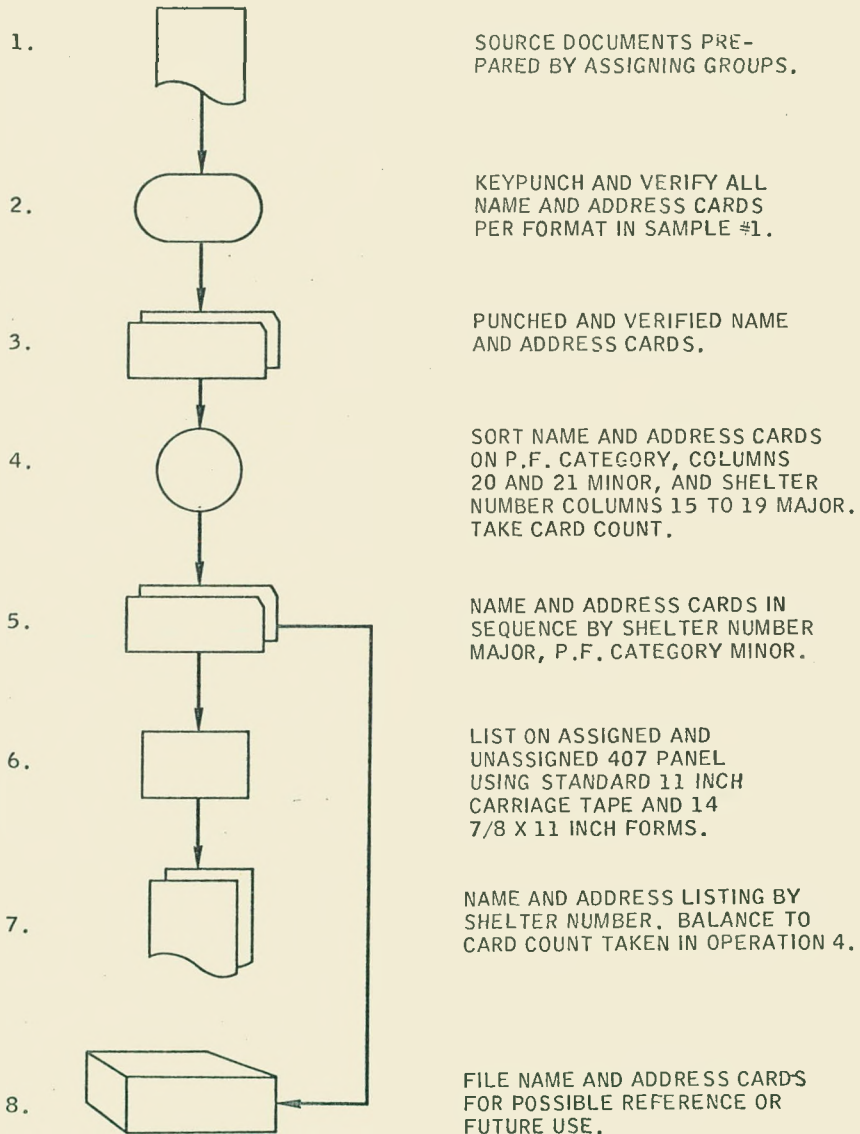 1.
SOURCE DOCUMENTS PRE-
PARED BY ASSIGNING GROUPS.
2.
KEYPUNCH AND VERIFY ALL
NAME AND ADDRESS CARDS
PER FORMAT IN SAMPLE #1.
3.
PUNCHED AND VERIFIED NAME
AND ADDRESS CARDS.
4.
SORT NAME AND ADDRESS CARDS
ON P.F. CATEGORY, COLUMNS
20 AND 21 MINOR, AND SHELTER
NUMBER COLUMNS 15 TO 19 MAJOR.
TAKE CARD COUNT.
5.
NAME AND ADDRESS CARDS IN
SEQUENCE BY SHELTER NUMBER
MAJOR, P.F. CATEGORY MINOR.
6.
LIST ON ASSIGNED AND
UNASSIGNED 407 PANEL
USING STANDARD 11 INCH
CARRIAGE TAPE AND 14
7/8 X 11 INCH FORMS.
7.
NAME AND ADDRESS LISTING BY
SHELTER NUMBER. BALANCE TO
CARD COUNT TAKEN IN OPERATION 4.
8.
FILE NAME AND ADDRESS CARDS
FOR POSSIBLE REFERENCE OR
FUTURE USE.